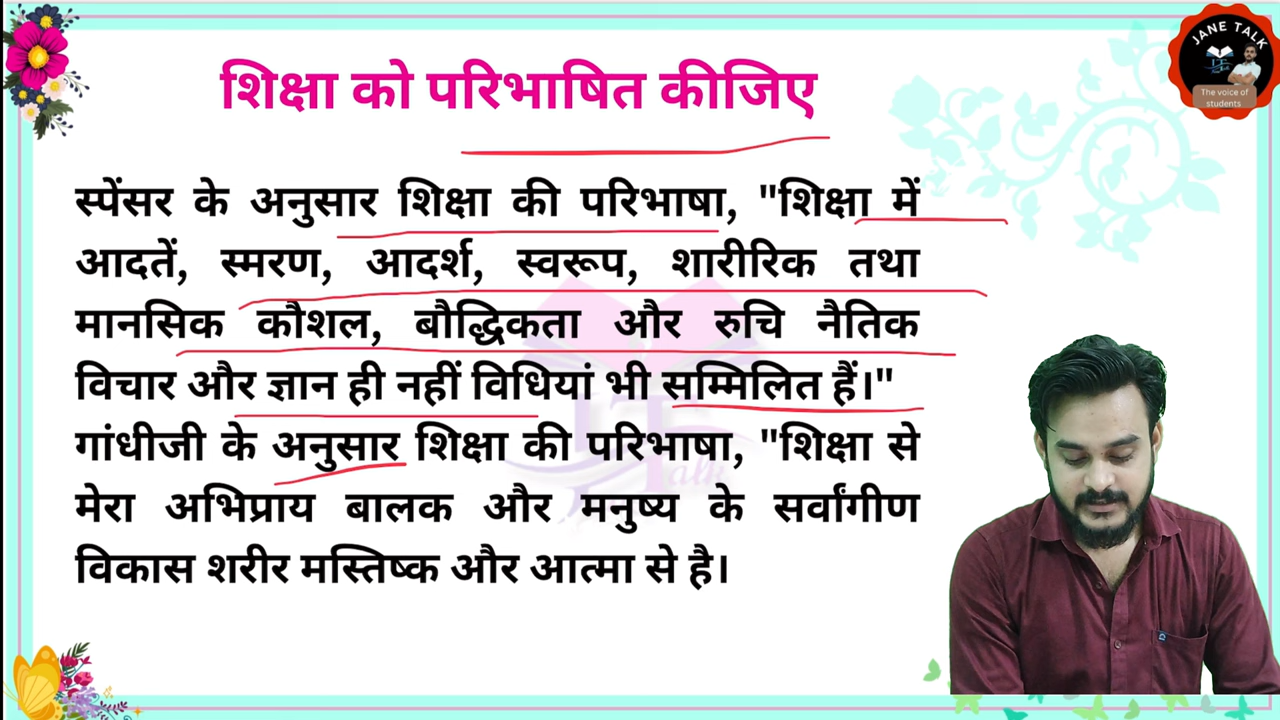 शिक्षा को परिभाषित कीजिए
JANE TALK
The voice of
students
स्पेंसर के अनुसार शिक्षा की परिभाषा, "शिक्षा में
आदतें, स्मरण, आदर्श, स्वरूप, शारीरिक तथा
मानसिक कौशल, बौद्धिकता और रुचि नैतिक
विचार और ज्ञान ही नहीं विधियां भी सम्मिलित हैं।"
गांधीजी के अनुसार शिक्षा की परिभाषा, "शिक्षा से
मेरा अभिप्राय बालक और मनुष्य के सर्वांगीण
विकास शरीर मस्तिष्क और आत्मा से है।